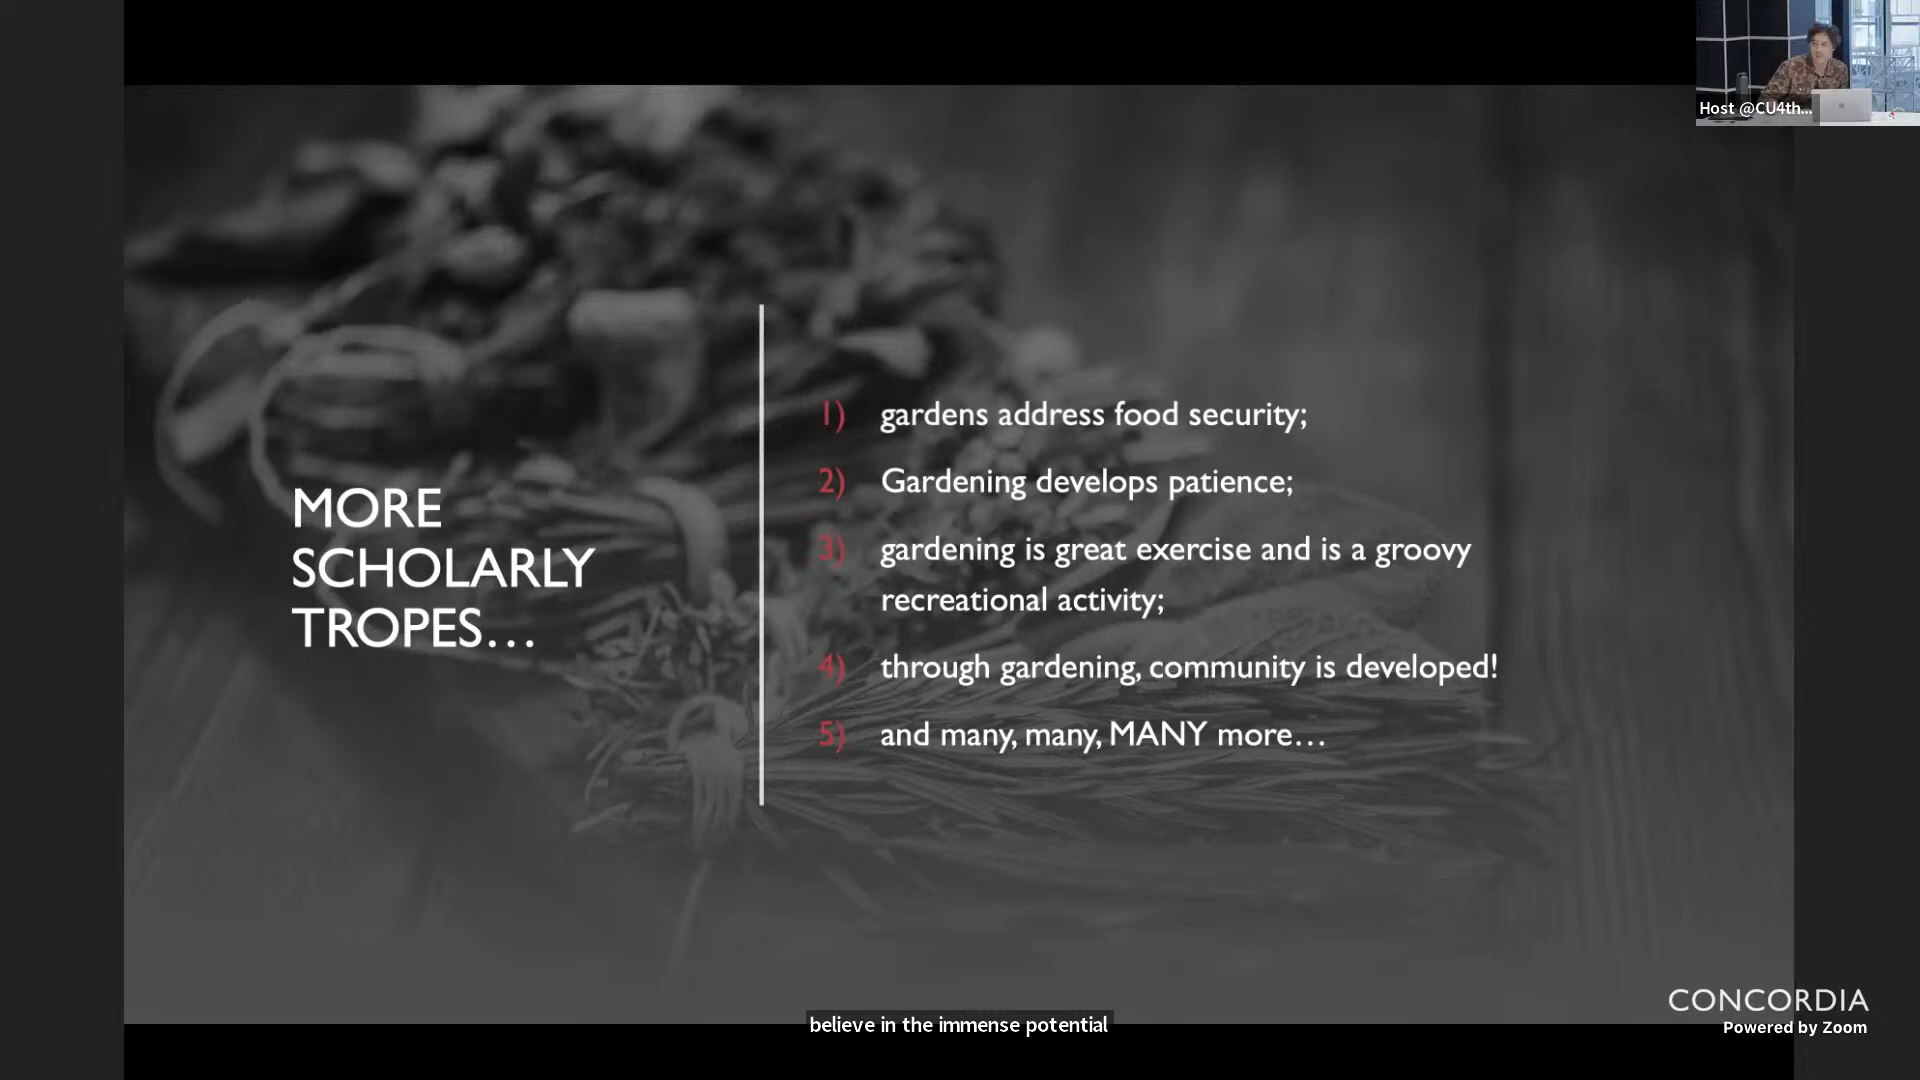 Host @CU4th...
MORE
SCHOLARLY
TROPES...
1) gardens address food security;
2) Gardening develops patience;
3) gardening is great exercise and is a groovy
recreational activity;
4) through gardening, community is developed!
5) and many, many, MANY more...
CONCORDIA
Powered by Zoom
believe in the immense potential